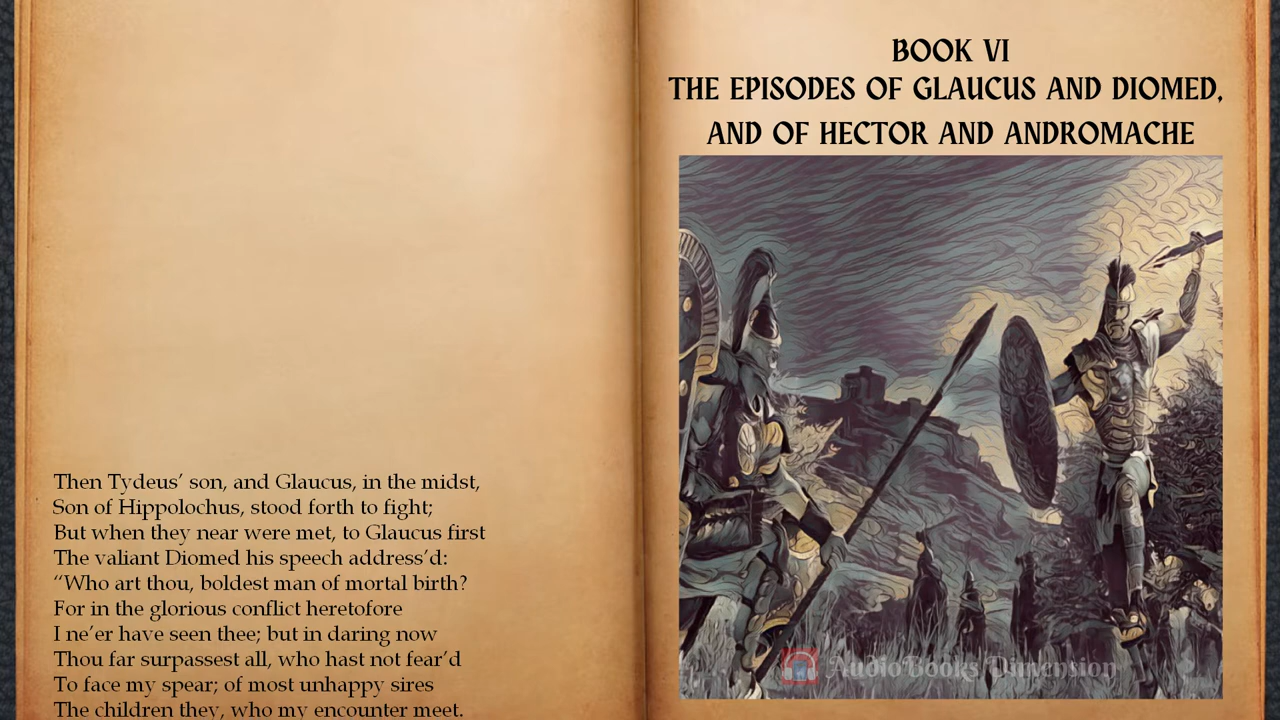 Then Tydeus’ son, and Glaucus, in the midst,
Son of Hippolochus, stood forth to fight;
But when they near were met, to Glaucus first
The valiant Diomed his speech address’d:
“Who art thou, boldest man of mortal birth?
For in the glorious conflict heretofore
I ne’er have seen thee; but in daring now
Thou far surpassest all, who hast not fear’d
To face my spear; of most unhappy sires
The children they, who my encounter meet.
BOOK VI
THE EPISODES OF GLAUCUS AND DIOMED,
AND OF HECTOR AND ANDROMACHE
AudioBooks Dimension